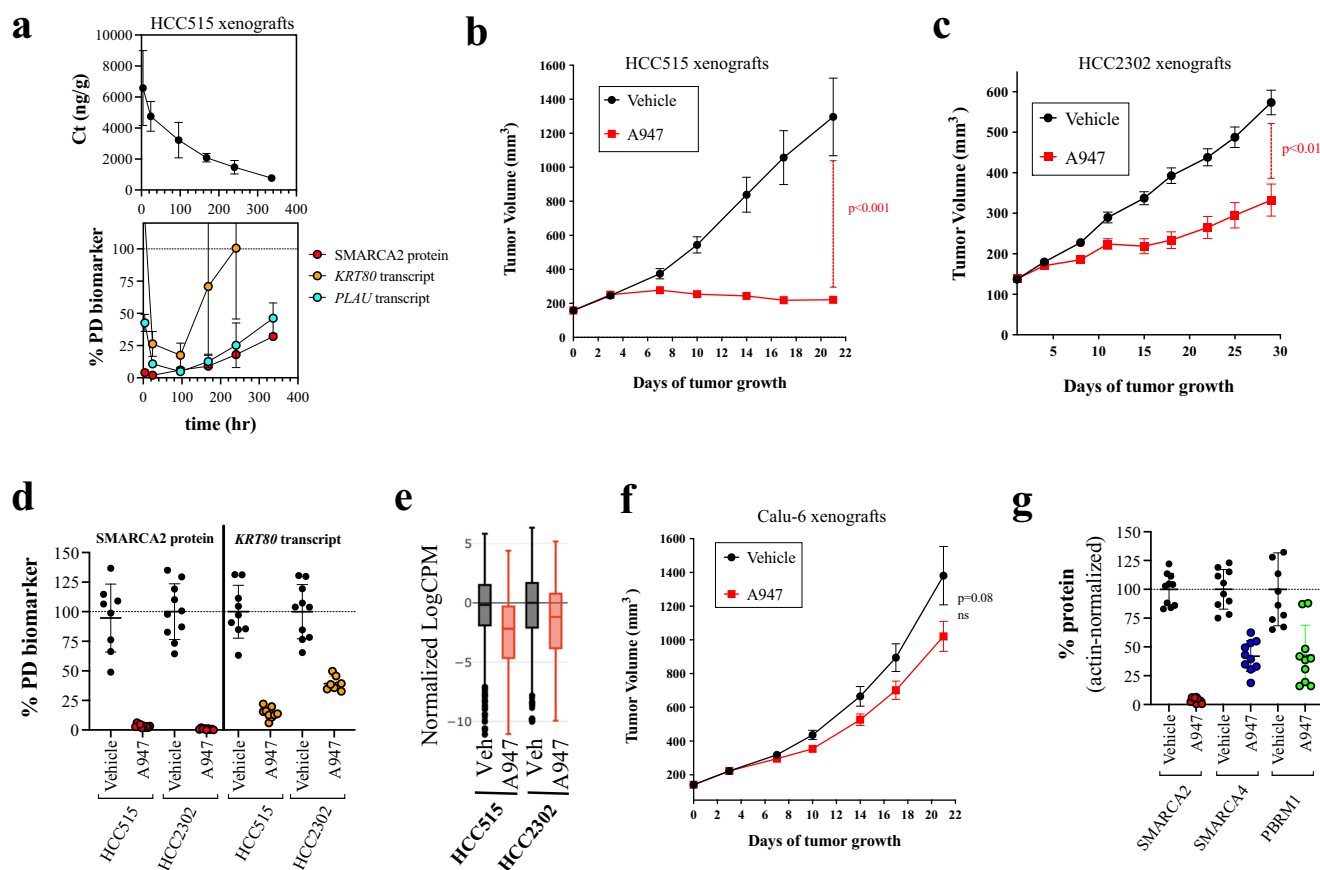 a
HCC515 xenografts
Ct (ng/g)
10000
8000
6000
4000
2000
0
0 100 200 300 400
% PD biomarker
100
75
50
25
0
0 100 200 300 400
time (hr)
SMARCA2 protein
KRT80 transcript
PLAU transcript
b
HCC515 xenografts
Tumor Volume (mm3)
1600
1400
1200
1000
800
600
400
200
0
Vehicle
A947
p<0.001
0 2 4 6 8 10 12 14 16 18 20 22
Days of tumor growth
c
HCC2302 xenografts
Tumor Volume (mm3)
600
500
400
300
200
100
0
Vehicle
A947
p<0.01
5 10 15 20 25 30
Days of tumor growth
d
SMARCA2 protein
KRT80 transcript
% PD biomarker
150
125
100
75
50
25
0
Vehicle
A947
Vehicle
A947
Vehicle
A947
Vehicle
A947
HCC515
HCC2302
HCC515
HCC2302
e
Normalized LogCPM
5
0
−5
−10
Veh
A947
Veh
A947
HCC515
HCC2302
f
Calu-6 xenografts
Tumor Volume (mm3)
1600
1400
1200
1000
800
600
400
200
Vehicle
A947
p=0.08
ns
0 2 4 6 8 10 12 14 16 18 20 22
Days of tumor growth
g
% protein
(actin-normalized)
150
125
100
75
50
25
0
Vehicle
A947
Vehicle
A947
Vehicle
A947
SMARCA2
SMARCA4
PBRM1